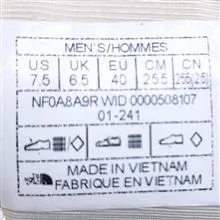 MEN'S/HOMMES
US UK EU CM CN
7.5 6.5 40 25.5 255(2.5)
NF0A8A9R WID 0000508107
01-241
MADE IN VIETNAM
FABRIQUE EN VIETNAM